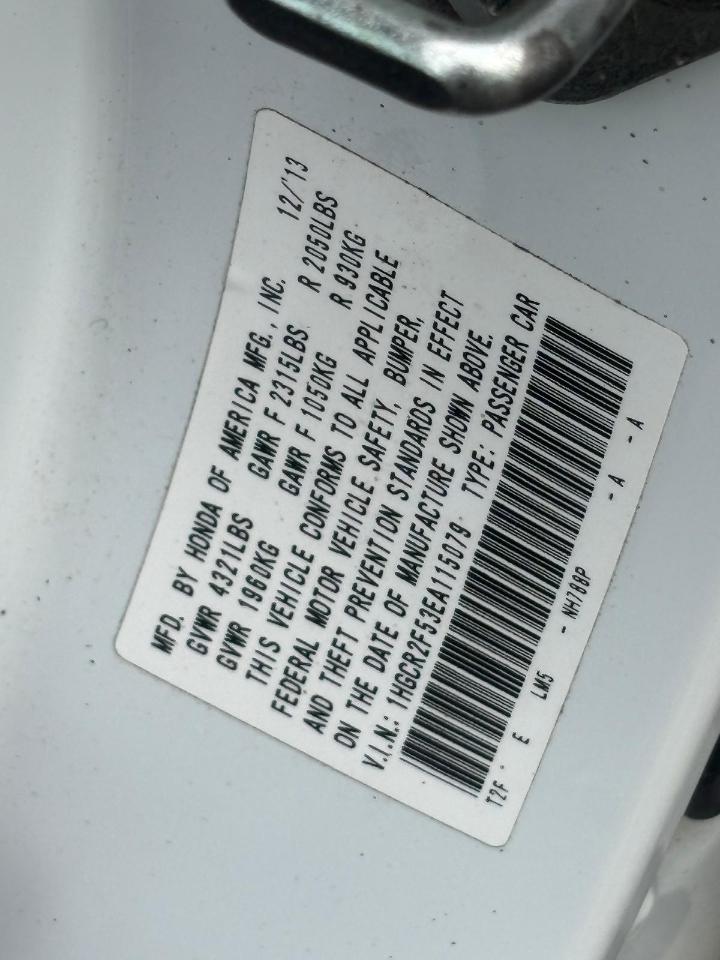 MFD. BY HONDA OF AMERICA MFG., INC. 12/'13
GVWR 4321LBS GAWR F 2315LBS R 2050LBS
GVWR 1960KG GAWR F 1050KG R 930KG
THIS VEHICLE CONFORMS TO ALL APPLICABLE
FEDERAL MOTOR VEHICLE SAFETY, BUMPER,
AND THEFT PREVENTION STANDARDS IN EFFECT
ON THE DATE OF MANUFACTURE SHOWN ABOVE.
V.I.N.: 1HGCR2F53EA115079 TYPE: PASSENGER CAR
T2F * E LM5 - NH788P - A - A